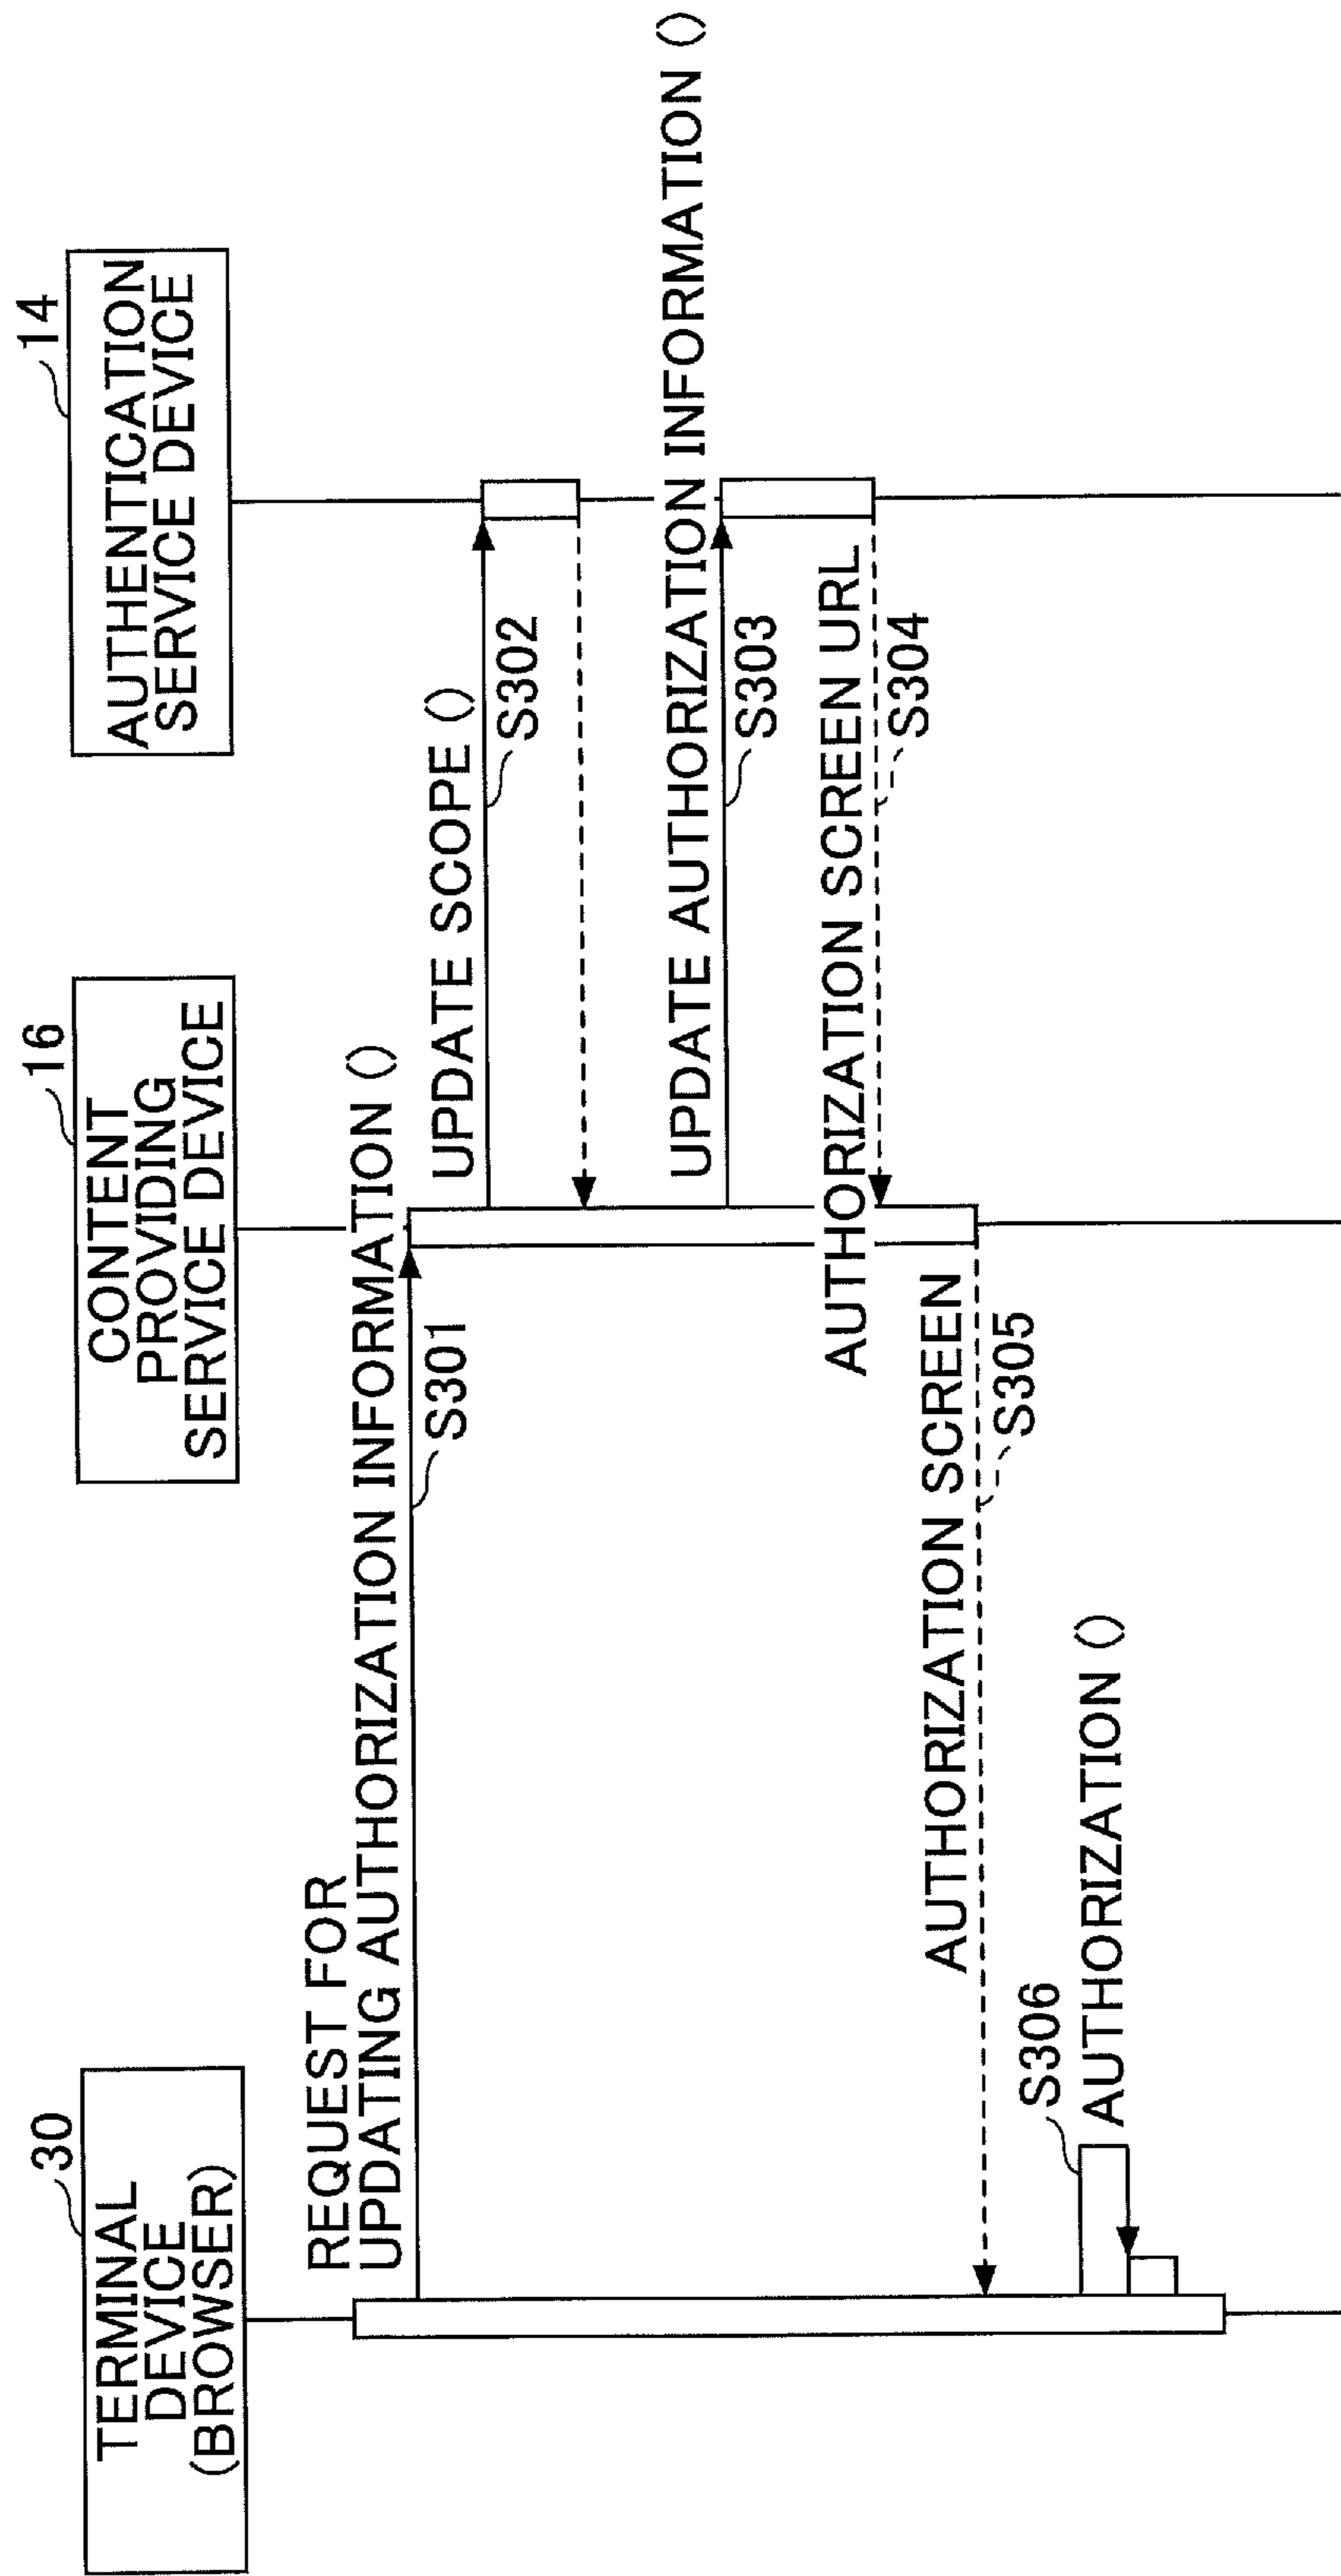 30
TERMINAL
DEVICE
(BROWSER)
16
CONTENT
PROVIDING
SERVICE DEVICE
14
AUTHENTICATION
SERVICE DEVICE
REQUEST FOR
UPDATING AUTHORIZATION INFORMATION ()
S301
UPDATE SCOPE ()
S302
UPDATE AUTHORIZATION INFORMATION ()
S303
AUTHORIZATION SCREEN URL
S304
AUTHORIZATION SCREEN
S305
S306
AUTHORIZATION ()